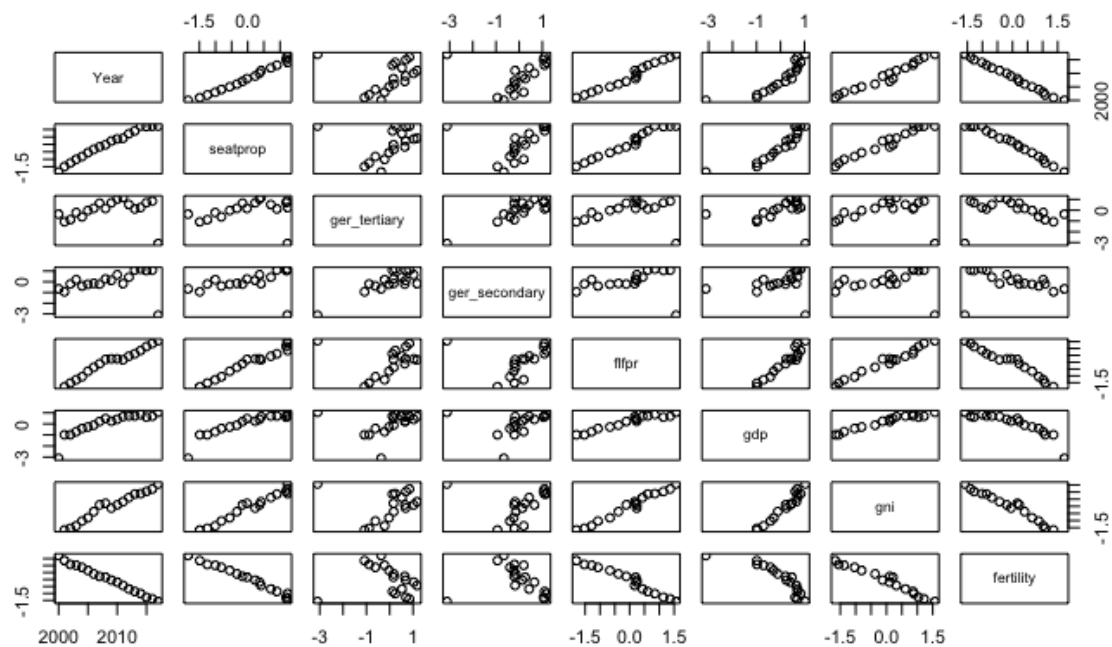 -1.5 0.0 -3 -1 1 -3 -1 1 -1.5 0.0 1.5
Year 2000
-1.5 seatprop
ger_tertiary -3 0
-3 0 ger_secondary
flfpr -1.5
-3 0 gdp
gni -1.5
-1.5 fertility
2000 2010 -3 -1 1 -1.5 0.0 1.5 -1.5 0.0 1.5